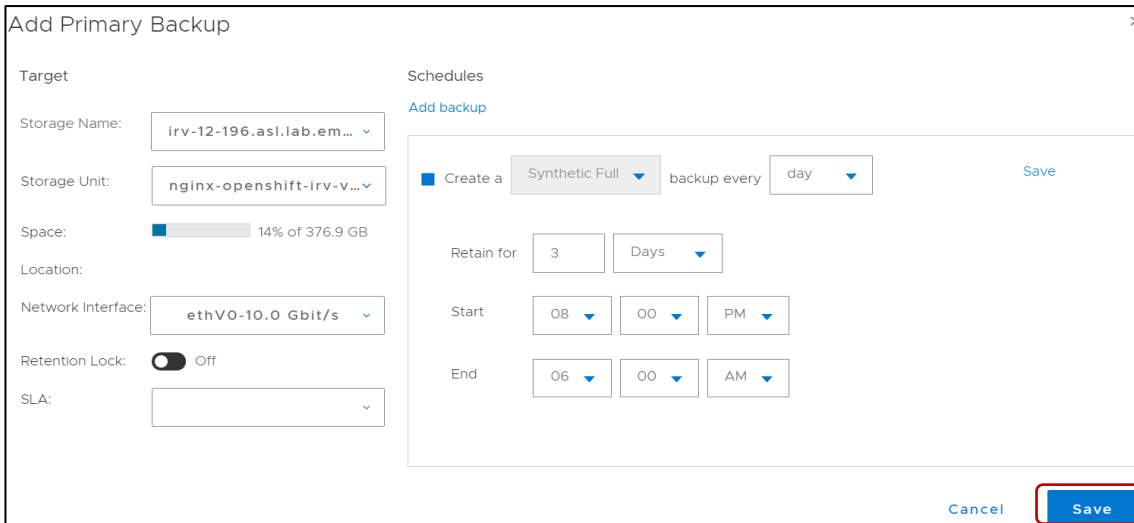 Add Primary Backup
Target
Storage Name:
irv-12-196.asl.lab.em...
Storage Unit:
nginx-openshift-irv-v...
Space:
14% of 376.9 GB
Location:
Network Interface:
ethV0-10.0 Gbit/s
Retention Lock:
Off
SLA:
Schedules
Add backup
Create a Synthetic Full backup every day Save
Retain for 3 Days
Start 08 00 PM
End 06 00 AM
Cancel Save